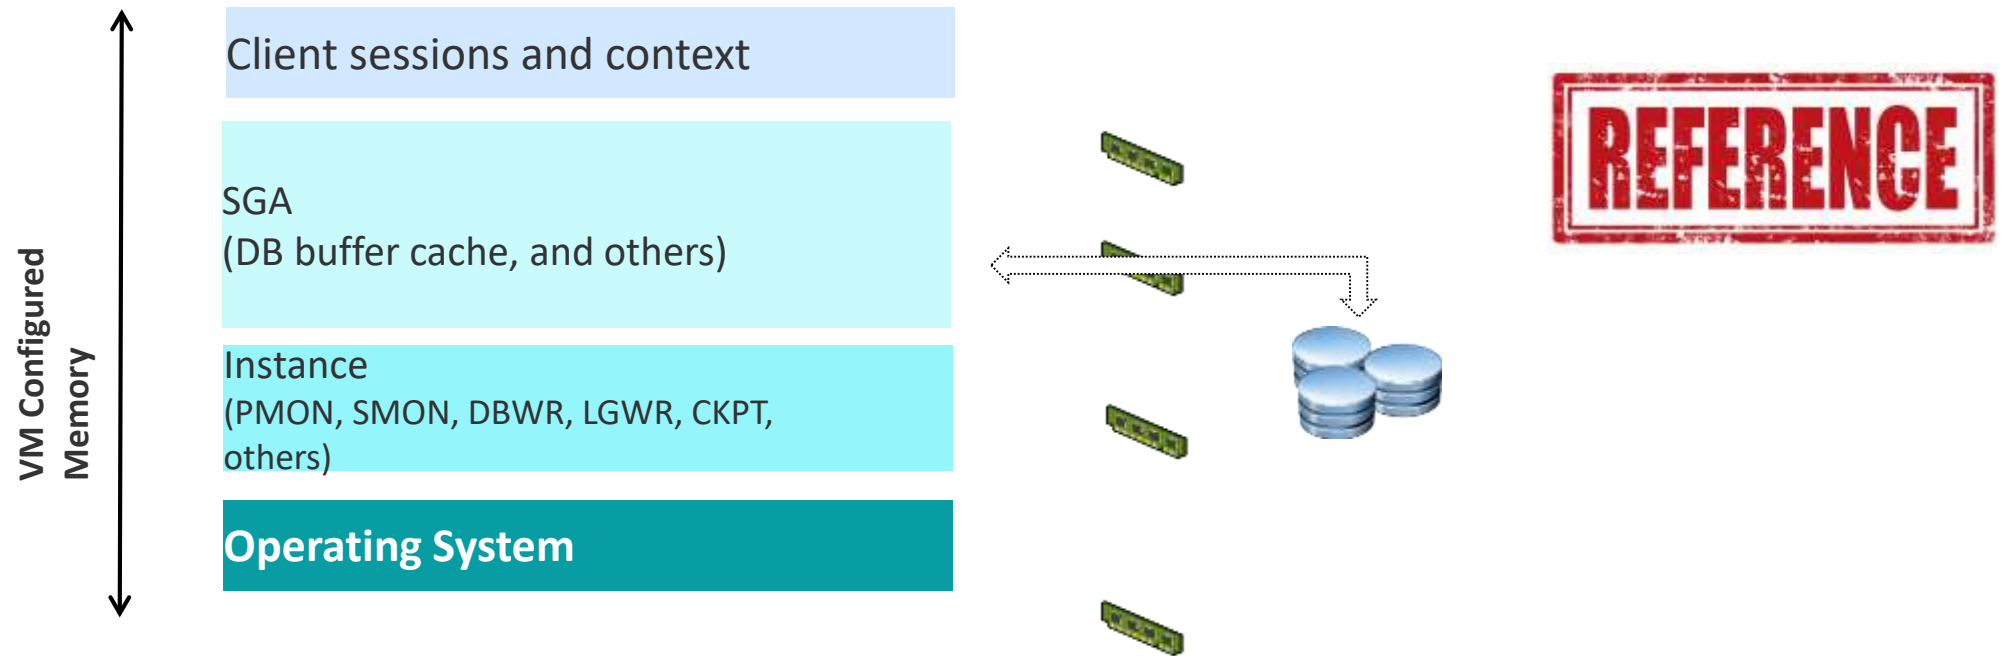 VM Configured
Memory
Client sessions and context
SGA
(DB buffer cache, and others)
Instance
(PMON, SMON, DBWR, LGWR, CKPT,
others)
Operating System
REFERENCE